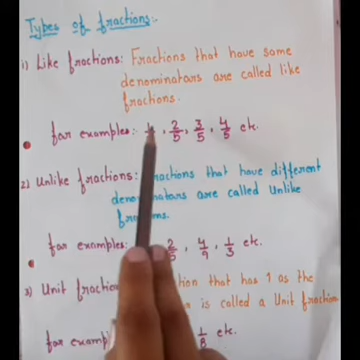 Types of fractions:-
1) Like fractions: Fractions that have same
denominators are called like
fractions.
for examples:- , 2/5 , 3/5 , 4/5 etc.
2) Unlike fractions: fractions that have different
denominators are called Unlike
for examples: 2/5 , 4/9 , 1/3 etc.
3) Unit that has 1 as the
is called a Unit fraction
for 1/8 etc.